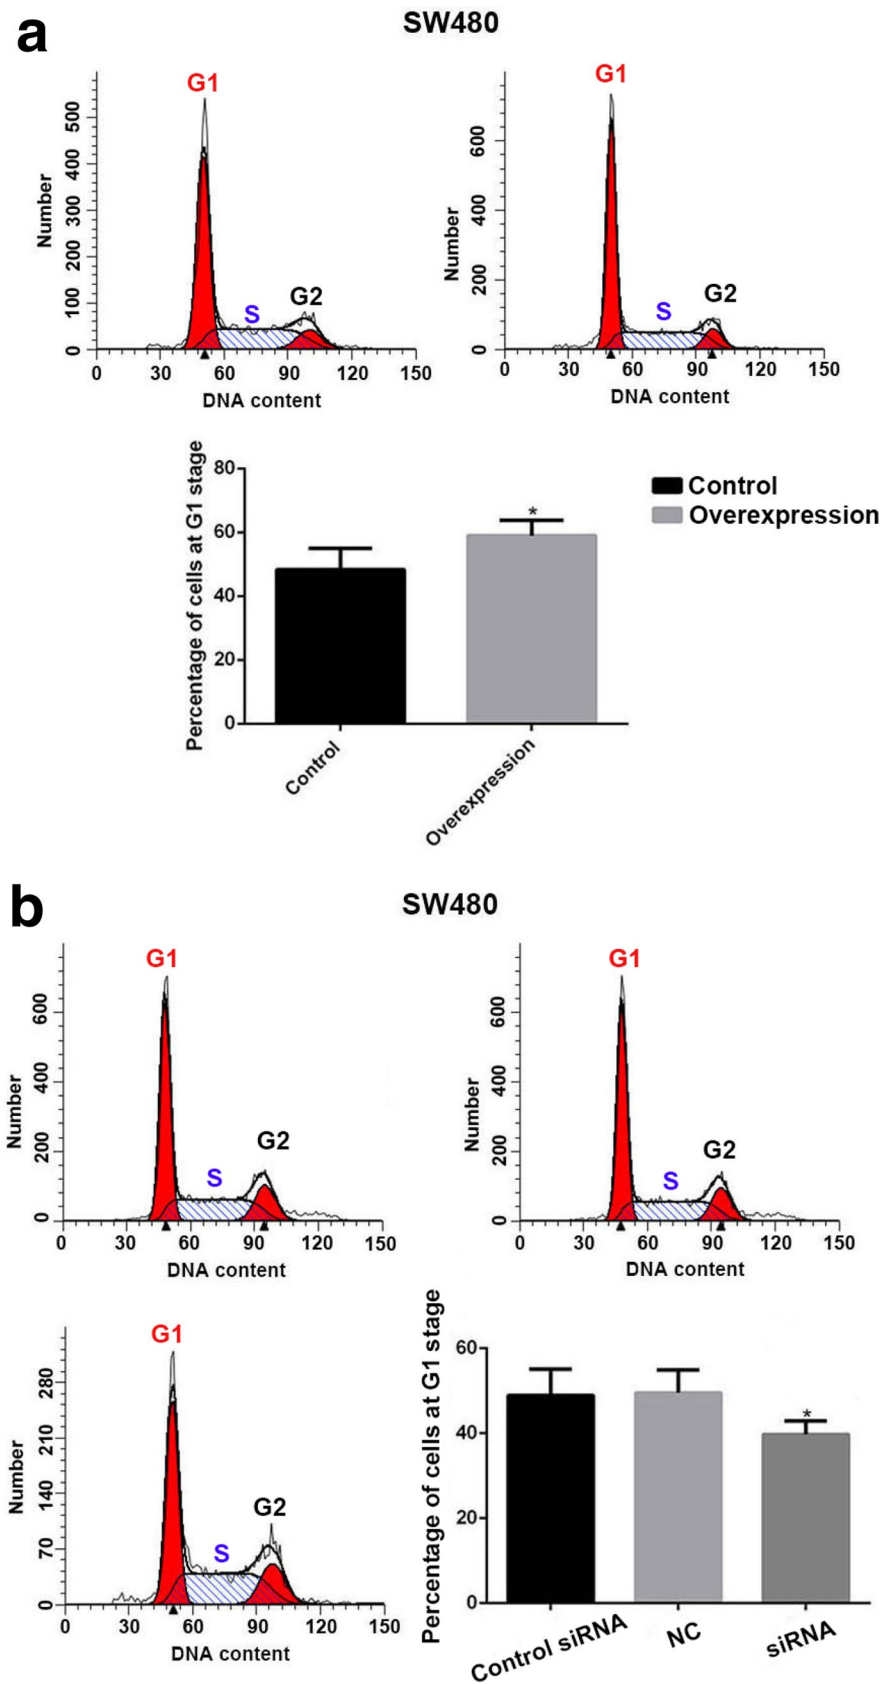 a
SW480
G1
S
G2
Number
0
100
200
300
400
500
0 30 60 90 120 150
DNA content
G1
S
G2
Number
0
200
400
600
0 30 60 90 120 150
DNA content
Percentage of cells at G1 stage
80
60
40
20
0
*
Control
Overexpression
Control
Overexpression
b
SW480
G1
S
G2
Number
0
200
400
600
0 30 60 90 120 150
DNA content
G1
S
G2
Number
0
200
400
600
0 30 60 90 120 150
DNA content
G1
S
G2
Number
0
70
140
210
280
0 30 60 90 120 150
DNA content
Percentage of cells at G1 stage
60
40
20
0
*
Control siRNA
NC
siRNA